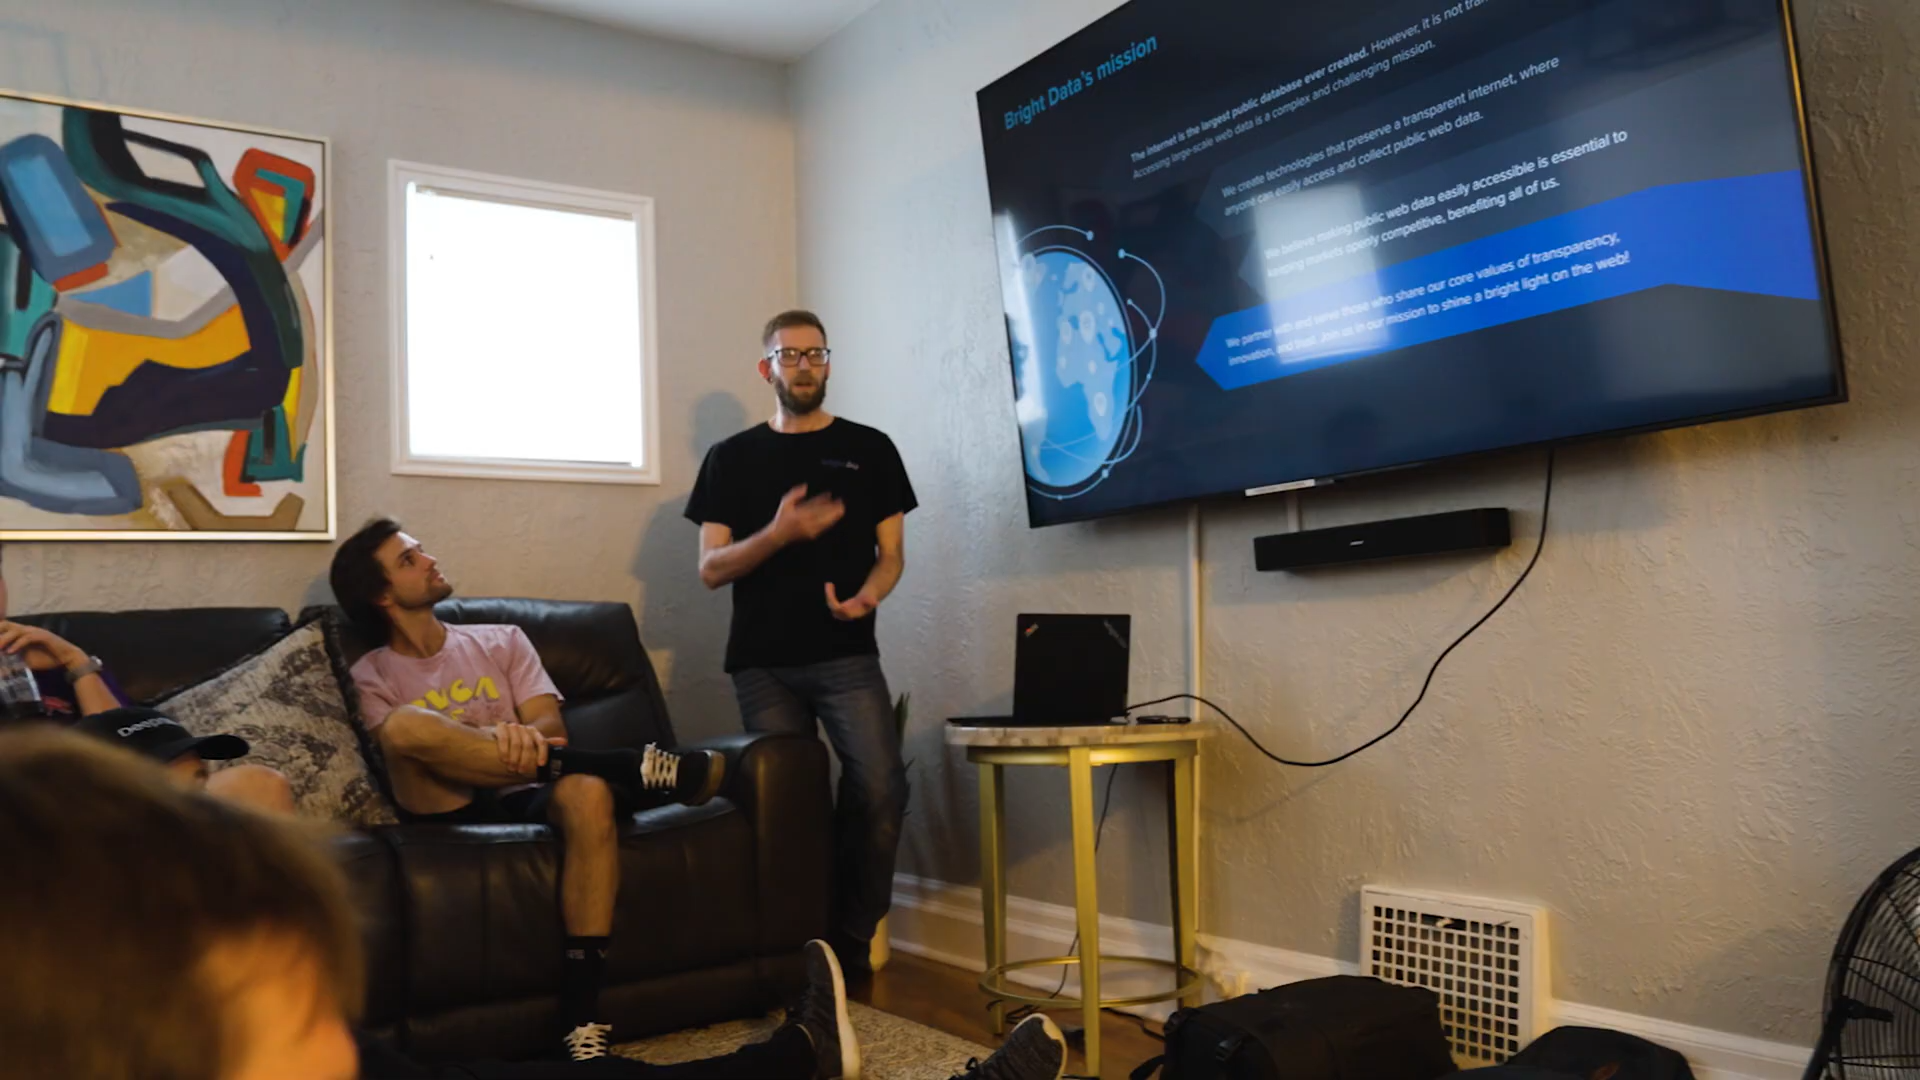 Bright Data's mission
The Internet is the largest public database ever created. However, it is not
Accessing large-scale web data is a complex and challenging mission.
We create technologies that preserve a transparent internet, where
anyone can easily access and collect public web data.
We believe making public web data easily accessible is essential to
keeping markets openly competitive, benefiting all of us.
We partner with and serve those who share our core values of transparency,
innovation, and trust. Join us in our mission to shine a bright light on the web!
RVCA